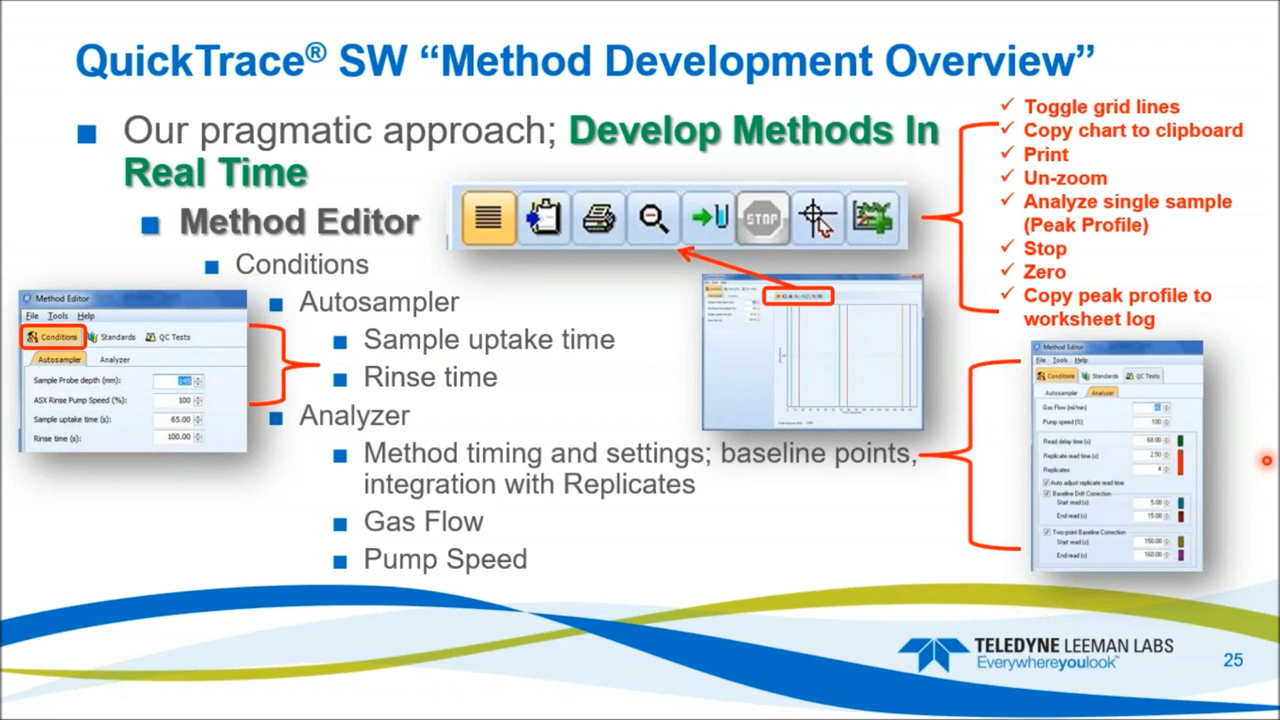 QuickTrace® SW “Method Development Overview”
Our pragmatic approach; Develop Methods In
Real Time
Method Editor
Conditions
Autosampler
Sample uptake time
Rinse time
Analyzer
Method timing and settings; baseline points,
integration with Replicates
Gas Flow
Pump Speed
STOP
Toggle grid lines
Copy chart to clipboard
Print
Un-zoom
Analyze single sample
(Peak Profile)
Stop
Zero
Copy peak profile to
worksheet log
Method Editor
File Tools Help
Conditions Standards QC Tests
Autosampler Analyzer
Sample Probe depth (mm): 145
ASX Rinse Pump Speed (%): 100
Sample uptake time (s): 65.00
Rinse time (s): 100.00
Method Editor
File Tools Help
Conditions Standards QC Tests
Autosampler Analyzer
Gas Flow (ml/min)
Pump speed (%) 100
Read delay time (s) 68.00
Replicate read time (s) 2.50
Replicates 4
Auto adjust replicate read time
Baseline Drift Correction
Start read (s) 5.00
End read (s) 15.00
Two-point Baseline Correction
Start read (s) 150.00
End read (s) 160.00
TELEDYNE LEEMAN LABS
Everywhereyoulook™
25